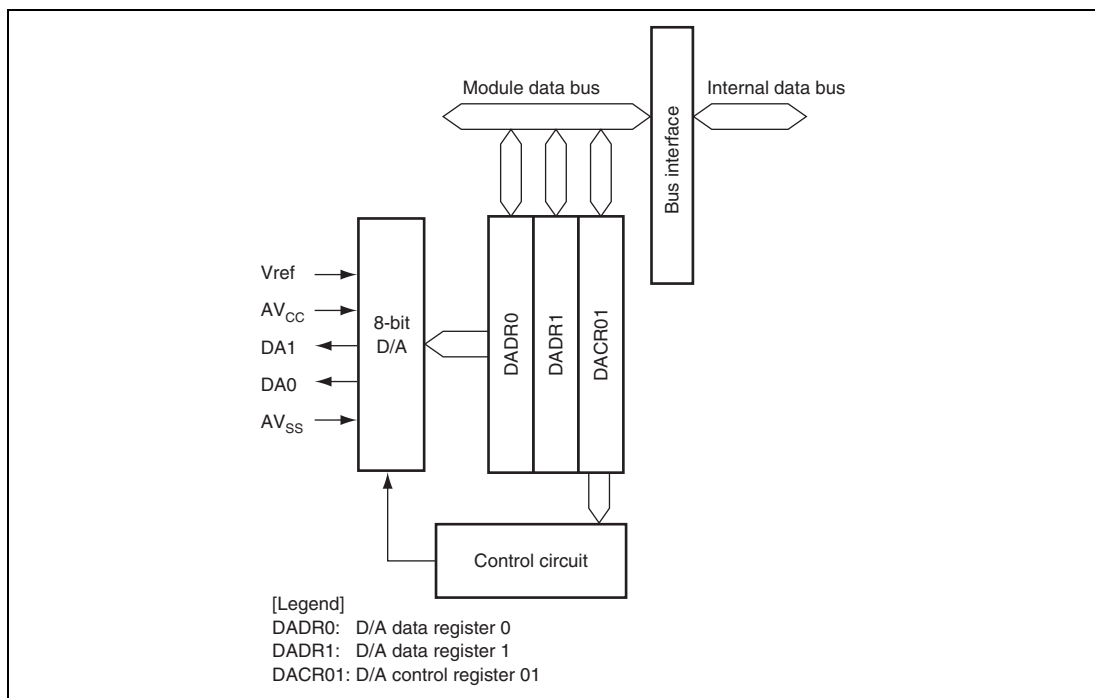 Module data bus
Internal data bus
Bus interface
Vref
AVCC
DA1
DA0
AVSS
8-bit
D/A
DADR0
DADR1
DACR01
Control circuit
[Legend]
DADR0: D/A data register 0
DADR1: D/A data register 1
DACR01: D/A control register 01